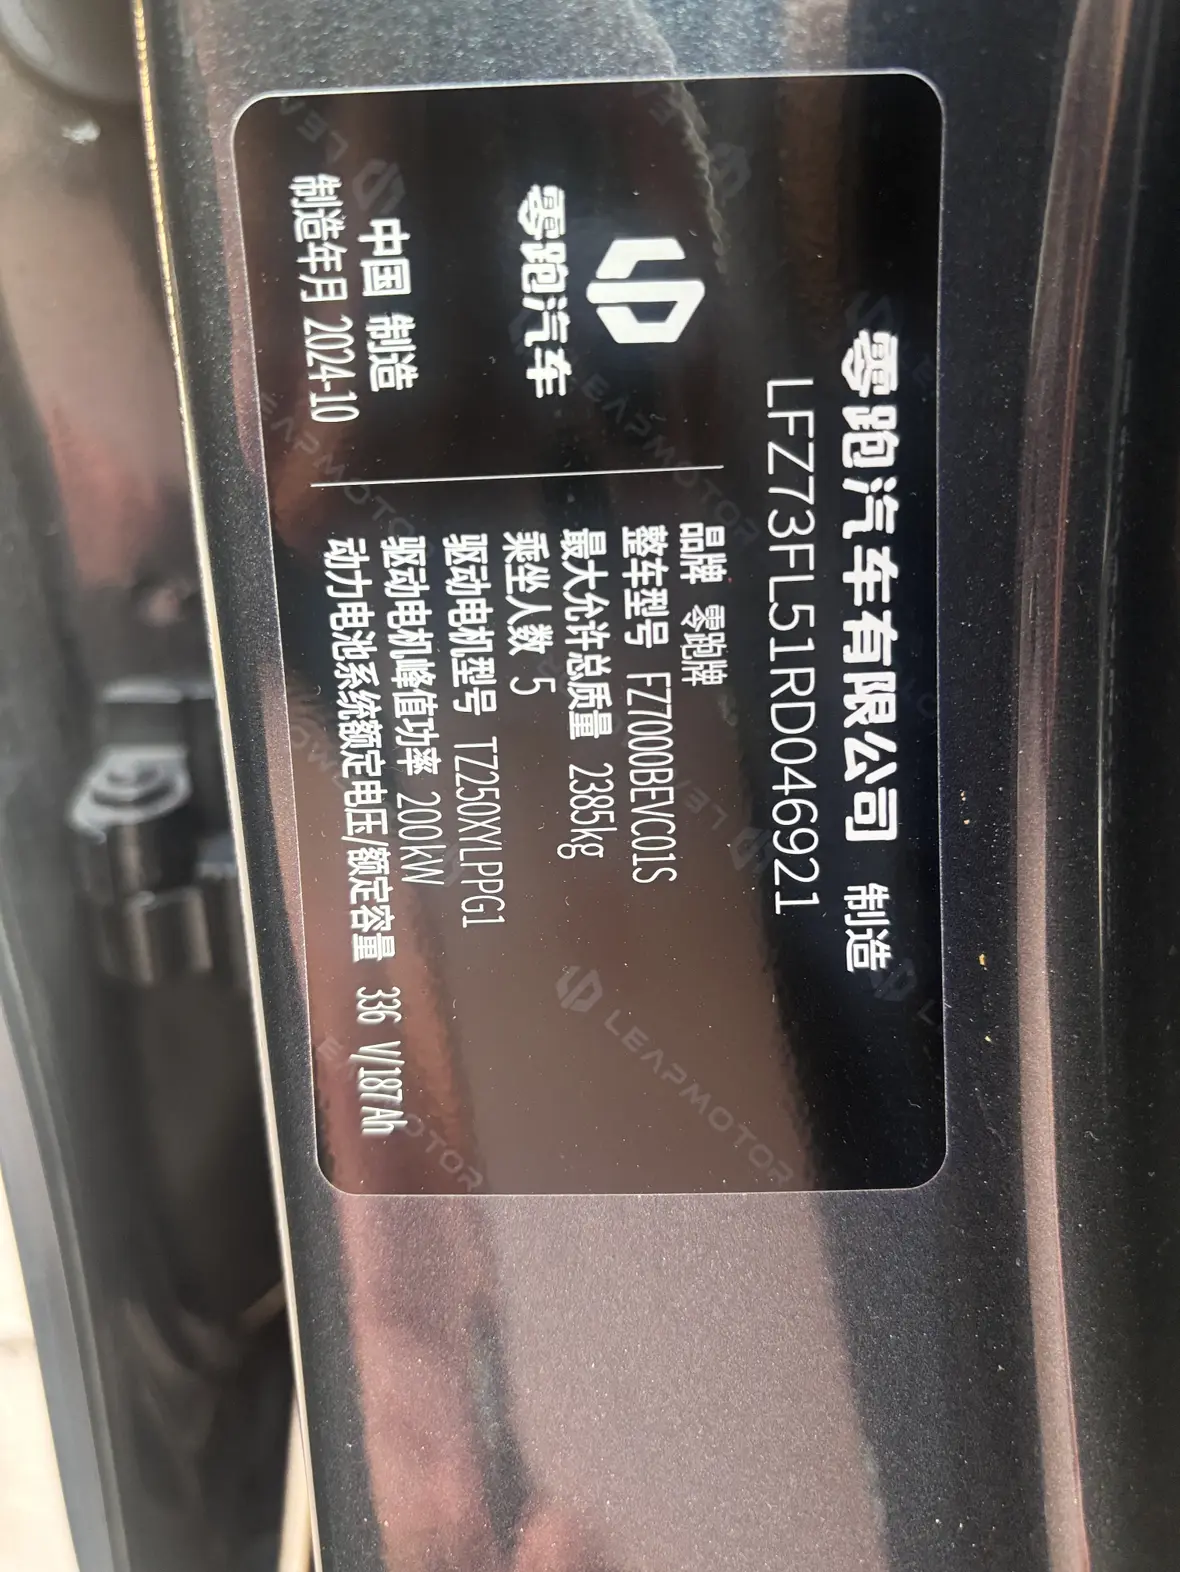 零跑汽车有限公司 制造
LFZ73FL51RD046921
零跑汽车
中国 制造
制造年月 2024-10
品牌 零跑牌
整车型号 FZ7000BEVC01S
最大允许总质量 2385kg
乘坐人数 5
驱动电机型号 TZ250XYLPPG1
驱动电机峰值功率 200kW
动力电池系统额定电压/额定容量 336 V/187Ah
LEAPMOTOR
LEAPMOTOR
LEAPMOTOR